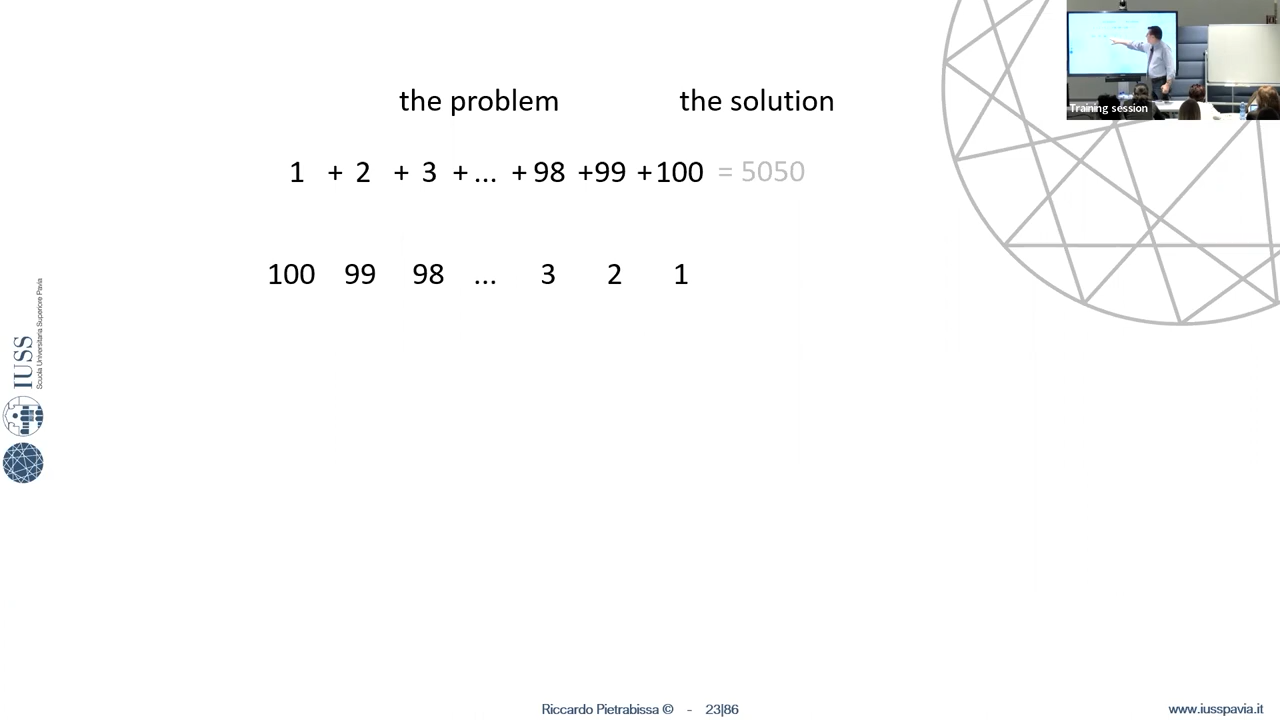 the problem the solution
1 + 2 + 3 + ... + 98 +99 +100 = 5050
100 99 98 ... 3 2 1
Training session
IUSS
Scuola Universitaria Superiore Pavia
Riccardo Pietrabissa © - 23|86
www.iusspavia.it